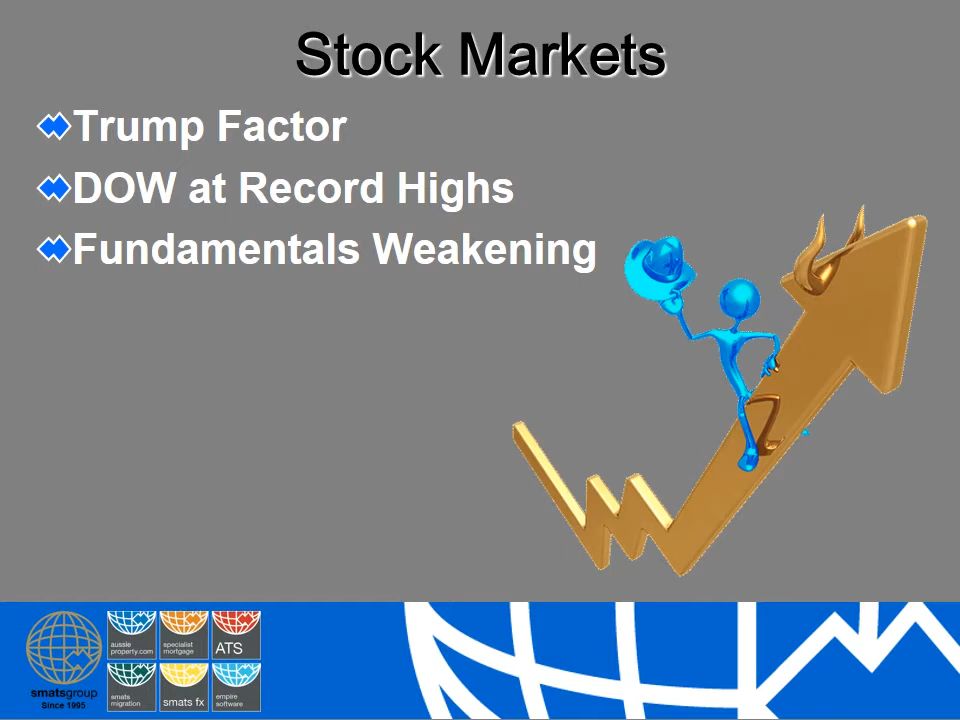 Stock Markets
Trump Factor
DOW at Record Highs
Fundamentals Weakening
aussie
property.com
specialist
mortgage
ATS
smats
migration
smats fx
empire
software
smatsgroup
Since 1995